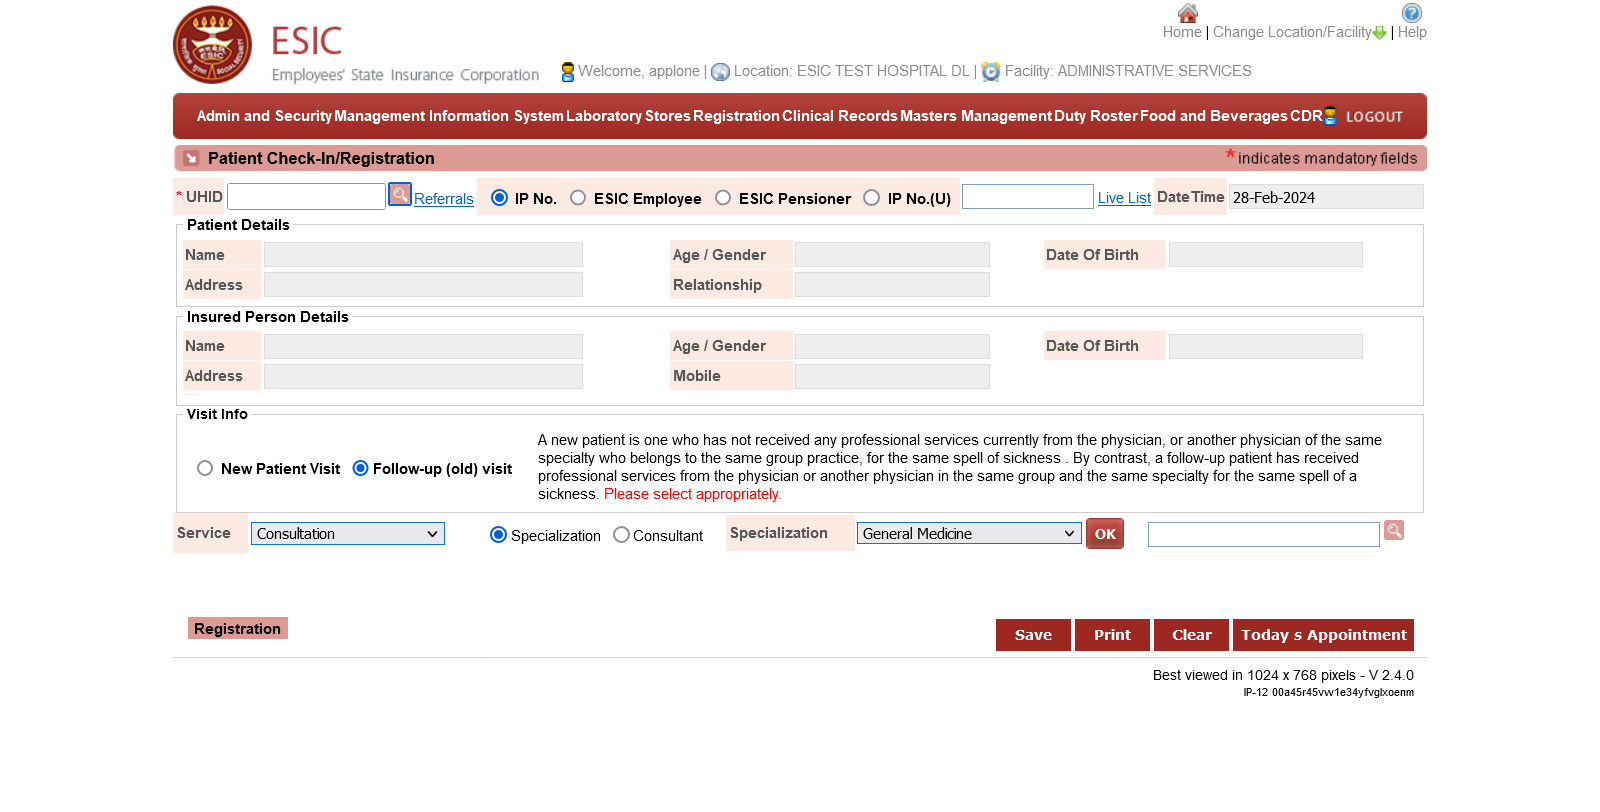 Home | Change Location/Facility | Help
ESIC
Employees' State Insurance Corporation
Welcome, applone | Location: ESIC TEST HOSPITAL DL | Facility: ADMINISTRATIVE SERVICES
Admin and Security Management Information System Laboratory Stores Registration Clinical Records Masters Management Duty Roster Food and Beverages CDR LOGOUT
Patient Check-In/Registration *indicates mandatory fields
* UHID Referrals IP No. ESIC Employee ESIC Pensioner IP No.(U) Live List DateTime 28-Feb-2024
Patient Details
Name Age / Gender Date Of Birth
Address Relationship
Insured Person Details
Name Age / Gender Date Of Birth
Address Mobile
Visit Info
New Patient Visit Follow-up (old) visit
A new patient is one who has not received any professional services currently from the physician, or another physician of the same
specialty who belongs to the same group practice, for the same spell of sickness . By contrast, a follow-up patient has received
professional services from the physician or another physician in the same group and the same specialty for the same spell of a
sickness. Please select appropriately.
Service Consultation Specialization Consultant Specialization General Medicine OK
Registration Save Print Clear Today s Appointment
Best viewed in 1024 x 768 pixels - V 2.4.0